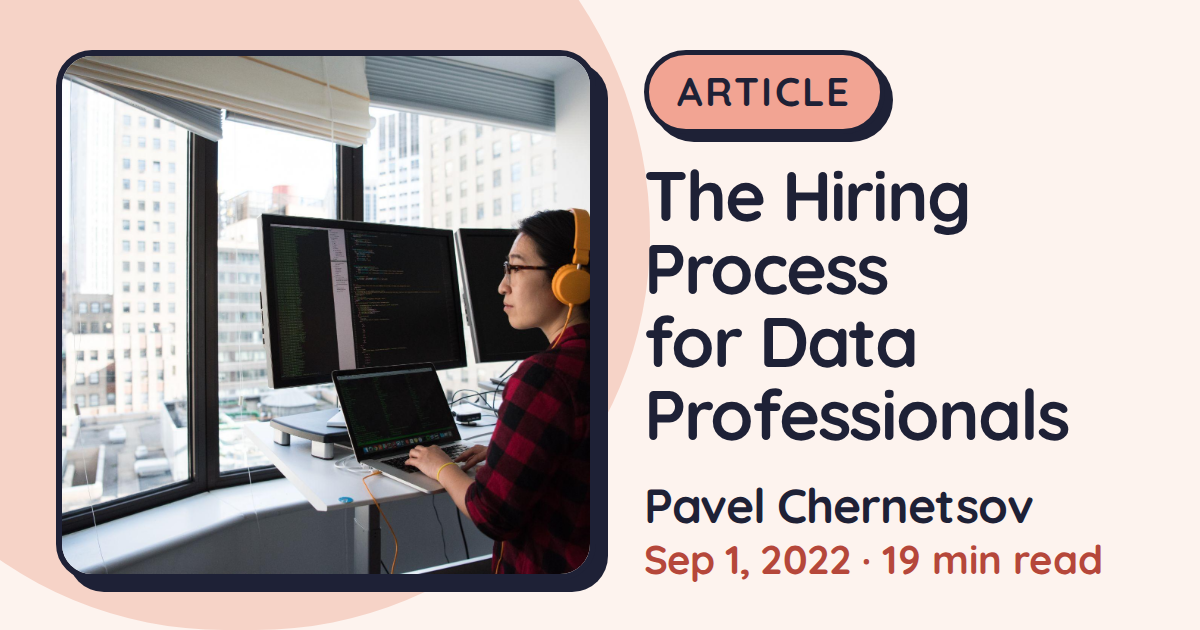 ARTICLE
The Hiring
Process
for Data
Professionals
Pavel Chernetsov
Sep 1, 2022 · 19 min read